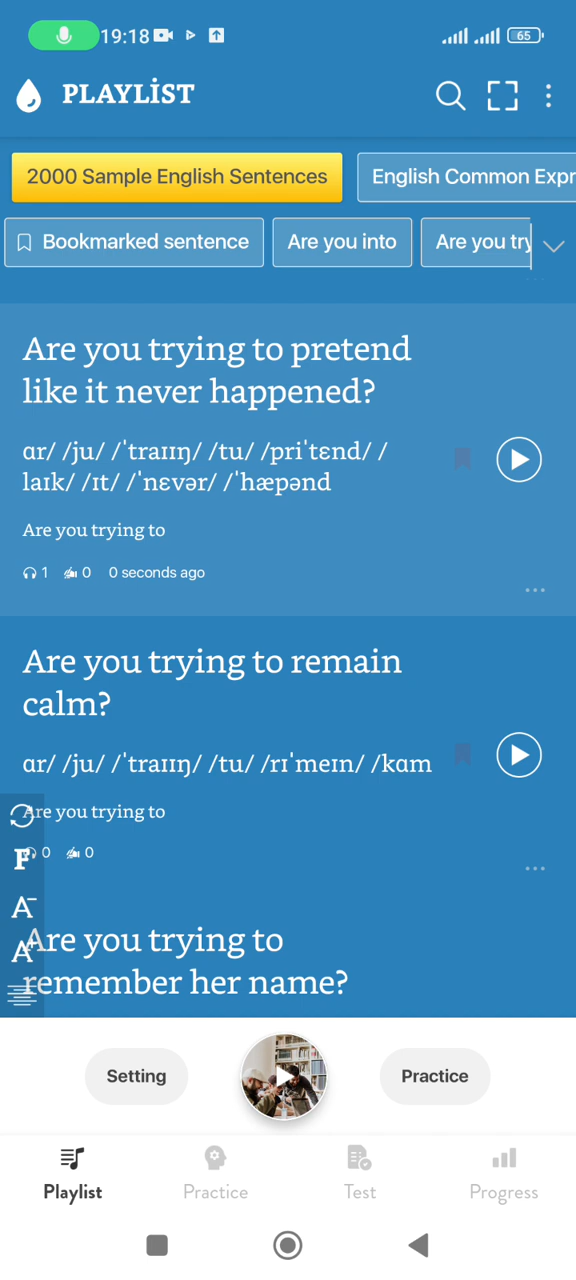 19:18
65
PLAYLİST
2000 Sample English Sentences
English Common Expr
Bookmarked sentence
Are you into
Are you try
Are you trying to pretend
like it never happened?
ɑr/ /ju/ /ˈtraɪɪŋ/ /tu/ /priˈtɛnd/ /
laɪk/ /ɪt/ /ˈnɛvər/ /ˈhæpənd
Are you trying to
1 0 0 seconds ago
Are you trying to remain
calm?
ɑr/ /ju/ /ˈtraɪɪŋ/ /tu/ /rɪˈmeɪn/ /kɑm
Are you trying to
F 0 0
A-
Are you trying to
A
remember her name?
Setting
Practice
Playlist
Practice
Test
Progress